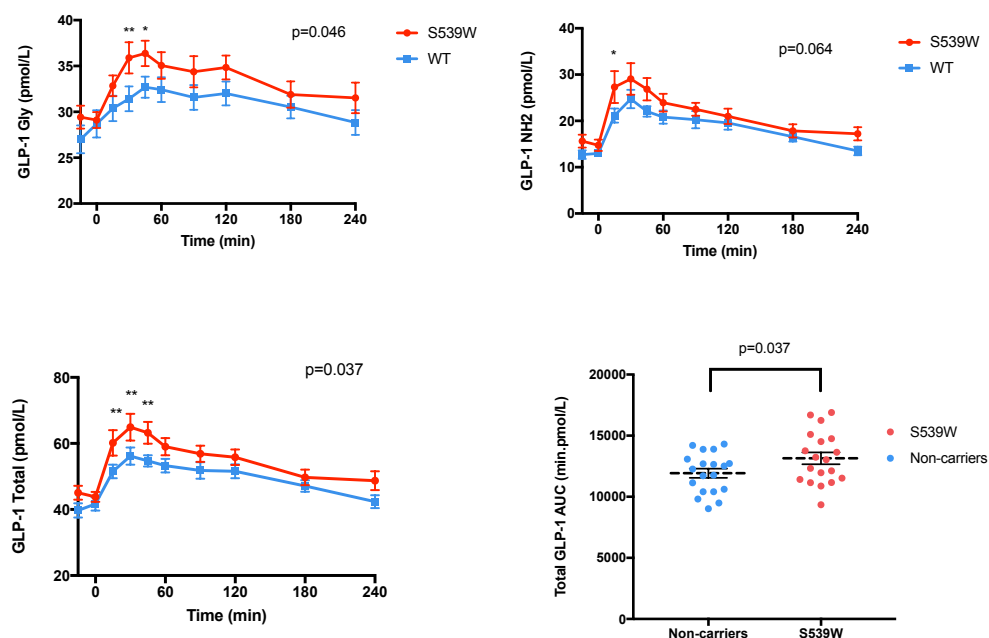 GLP-1 Gly (pmol/L)
40
35
30
25
20
** *
p=0.046
S539W
WT
0 60 120 180 240
Time (min)
GLP-1 NH2 (pmol/L)
40
30
20
10
0
*
p=0.064
S539W
WT
0 60 120 180 240
Time (min)
GLP-1 Total (pmol/L)
80
60
40
20
** ** **
p=0.037
0 60 120 180 240
Time (min)
p=0.037
Total GLP-1 AUC (min.pmol/L)
20000
15000
10000
5000
0
S539W
Non-carriers
Non-carriers S539W